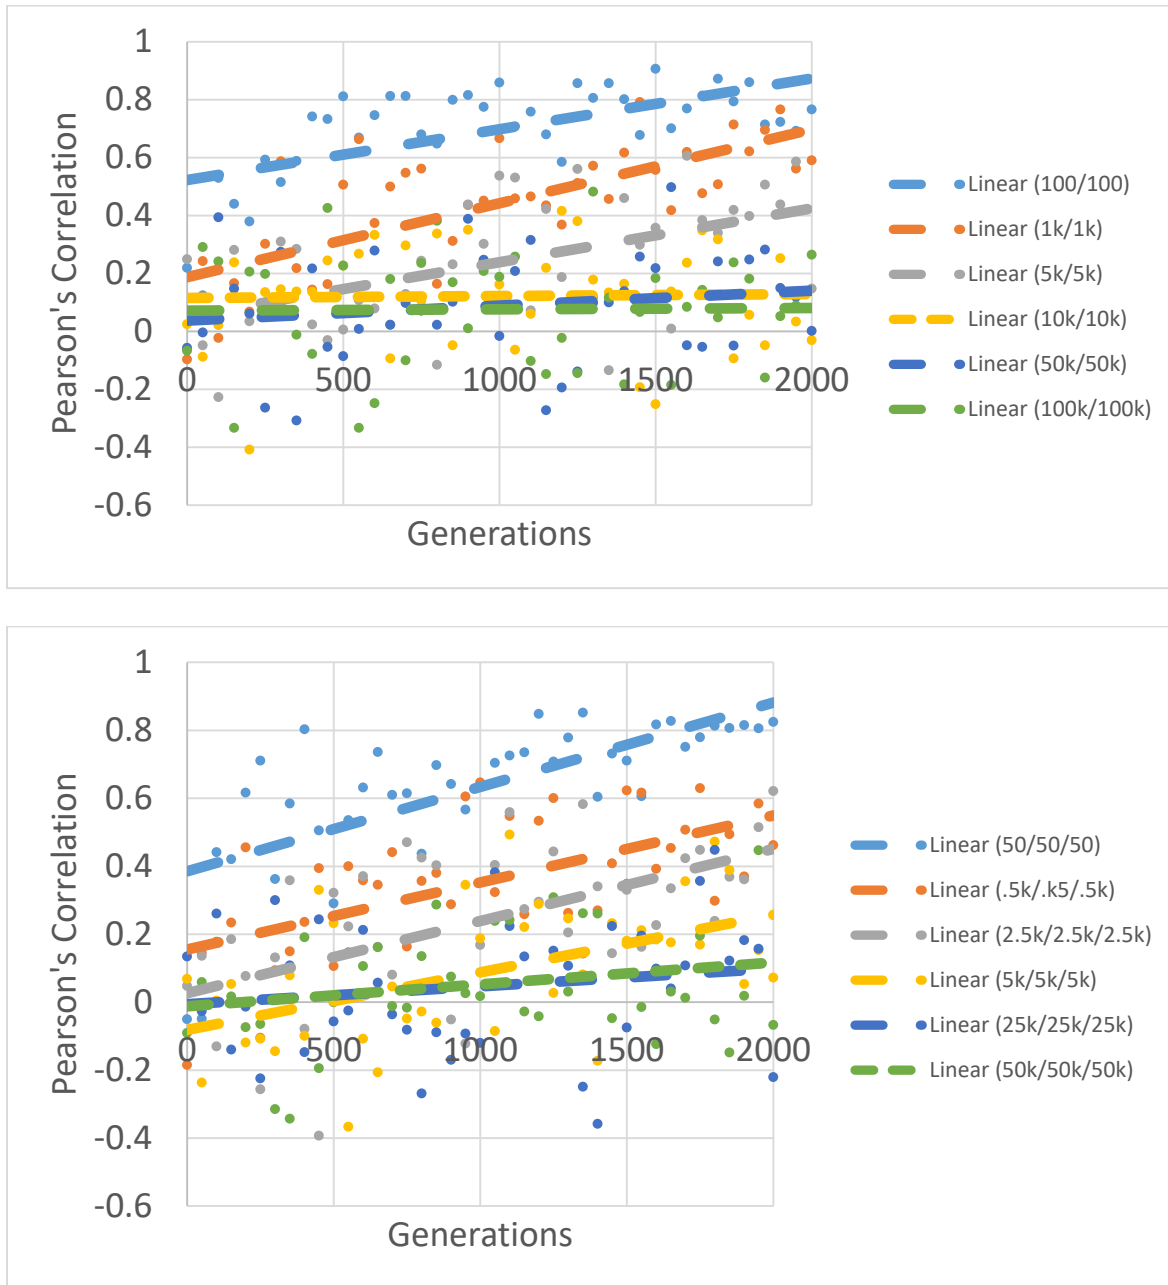 1
0.8
0.6
0.4
0.2
0
-0.2
-0.4
-0.6
0 500 1000 1500 2000
Pearson's Correlation
Generations
Linear (100/100)
Linear (1k/1k)
Linear (5k/5k)
Linear (10k/10k)
Linear (50k/50k)
Linear (100k/100k)
1
0.8
0.6
0.4
0.2
0
-0.2
-0.4
-0.6
0 500 1000 1500 2000
Pearson's Correlation
Generations
Linear (50/50/50)
Linear (.5k/.k5/.5k)
Linear (2.5k/2.5k/2.5k)
Linear (5k/5k/5k)
Linear (25k/25k/25k)
Linear (50k/50k/50k)